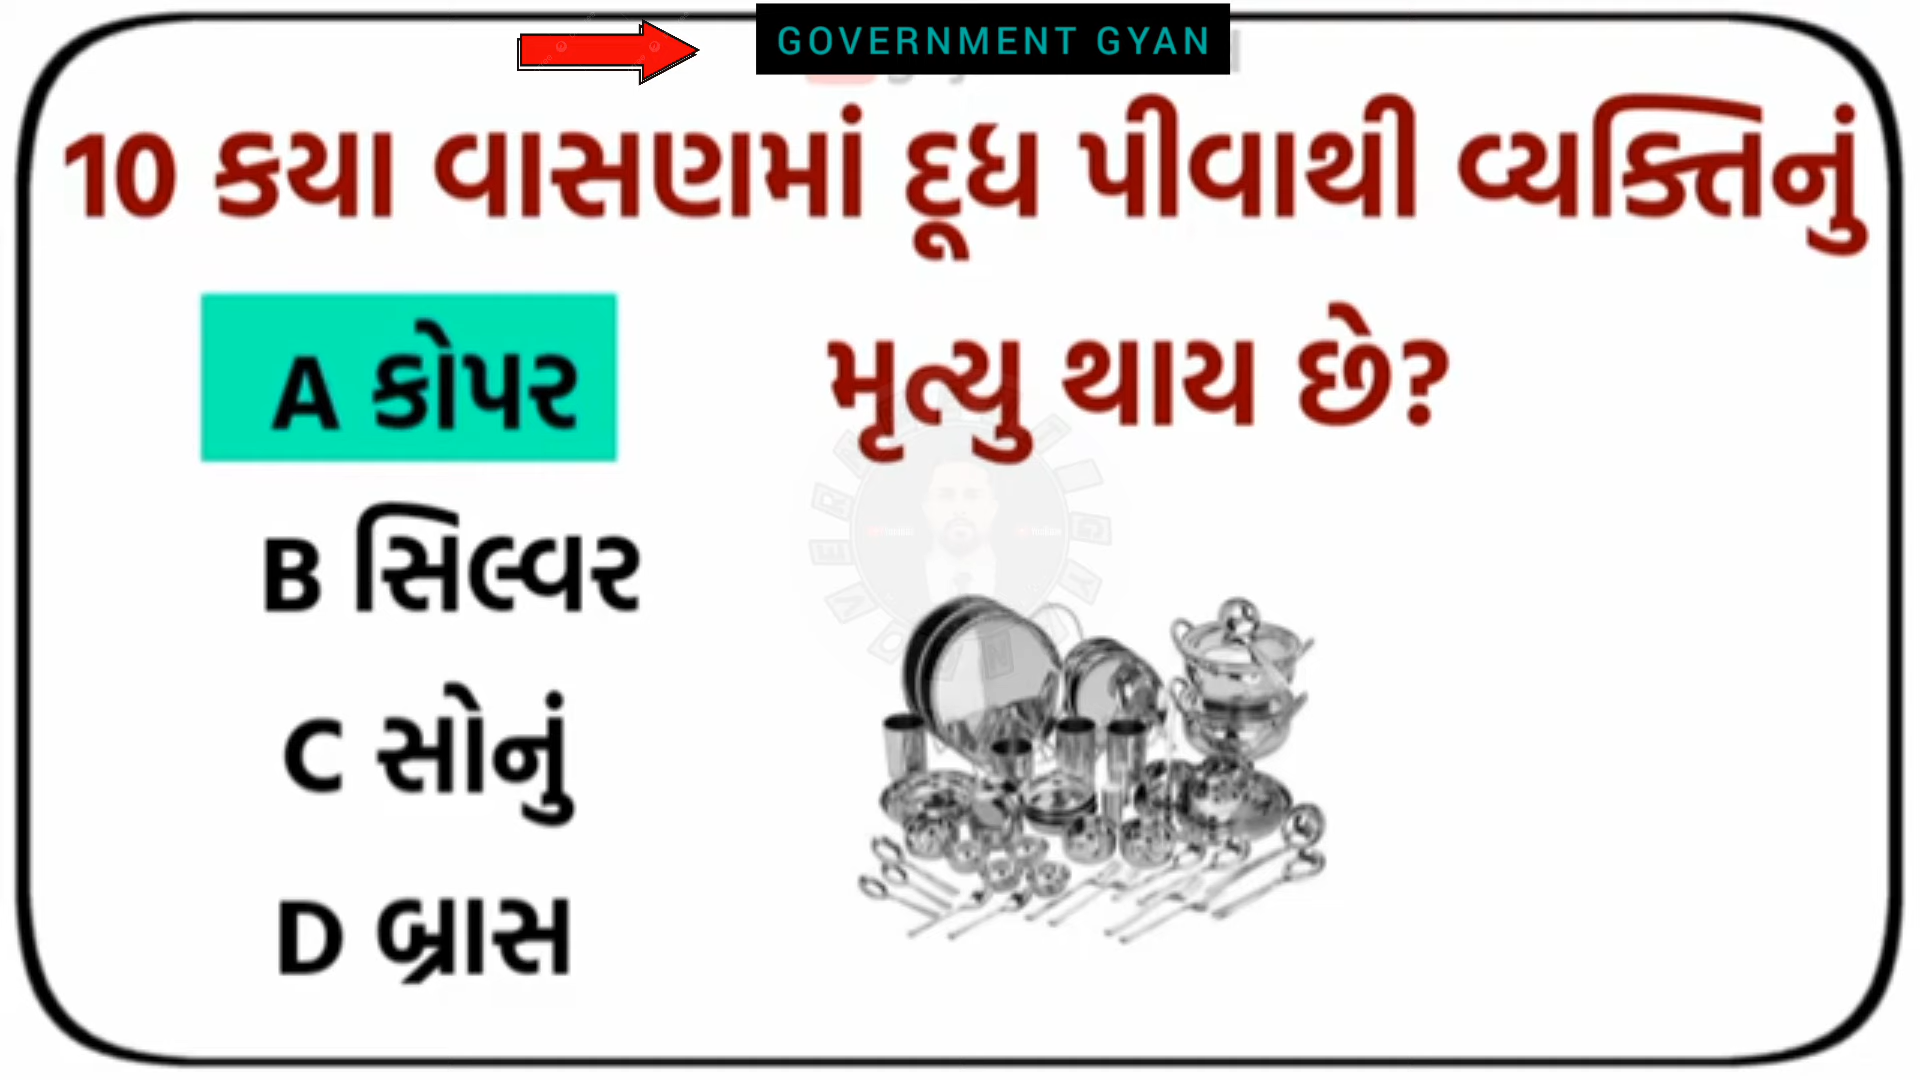 GOVERNMENT GYAN
10 કયા વાસણમાં દૂધ પીવાથી વ્યક્તિનું
મૃત્યુ થાય છે?
A કોપર
B સિલ્વર
C સોનું
D બ્રાસ